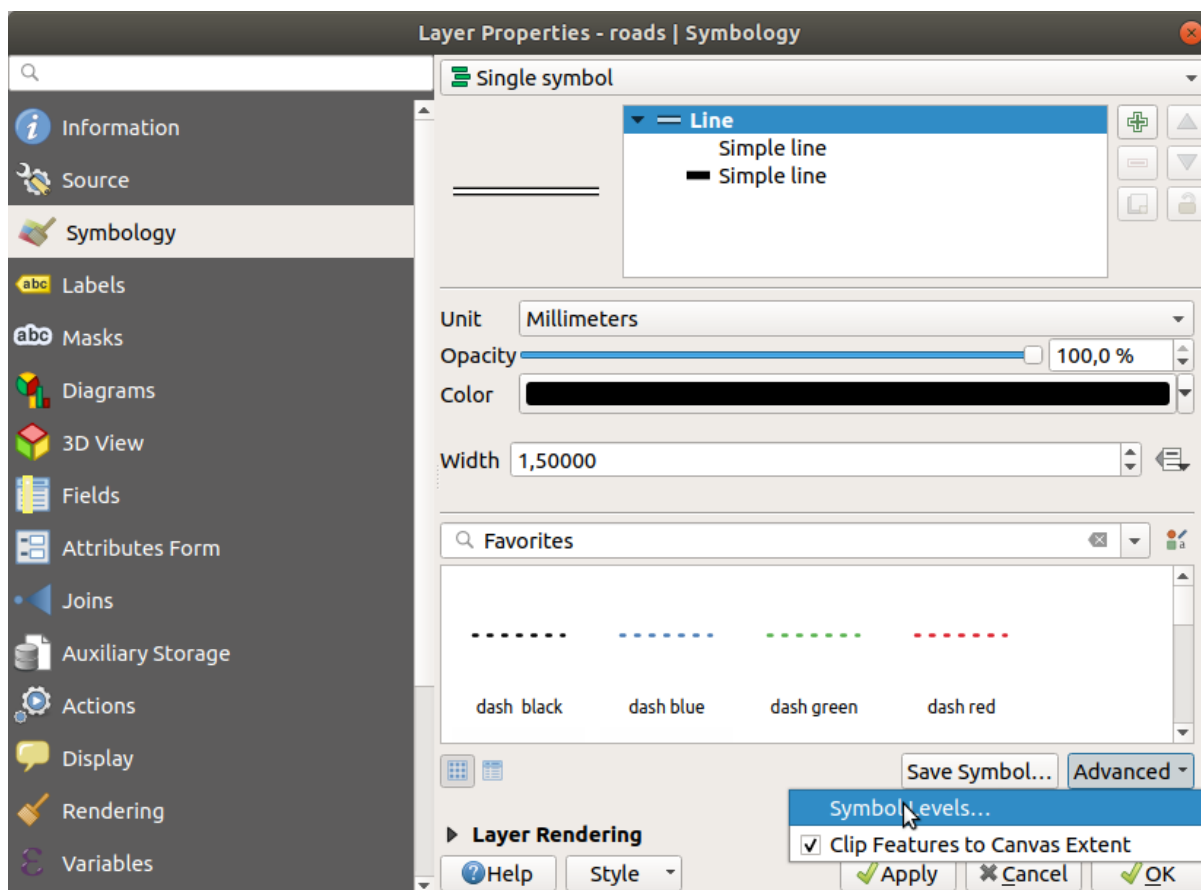 Layer Properties - roads | Symbology
Single symbol
Information
Source
Symbology
Labels
Masks
Diagrams
3D View
Fields
Attributes Form
Joins
Auxiliary Storage
Actions
Display
Rendering
Variables
Line
Simple line
Simple line
Unit Millimeters
Opacity 100,0 %
Color
Width 1,50000
Favorites
dash black dash blue dash green dash red
Save Symbol... Advanced
Symbol Levels...
Clip Features to Canvas Extent
Layer Rendering
Help Style Apply Cancel OK